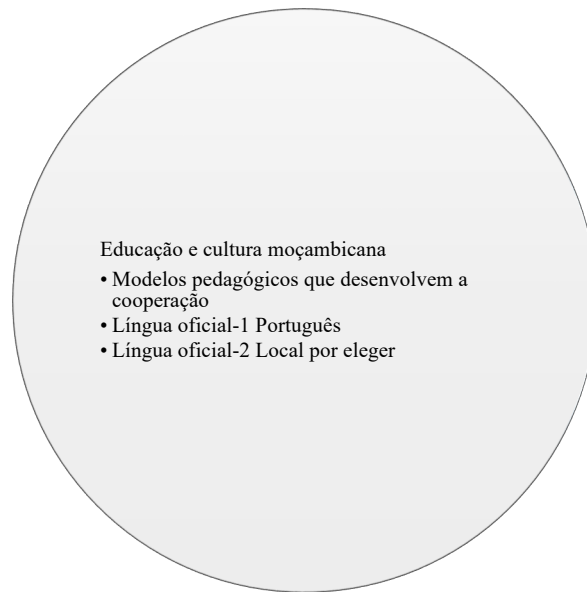 Educação e cultura moçambicana
• Modelos pedagógicos que desenvolvem a
cooperação
• Língua oficial-1 Português
• Língua oficial-2 Local por eleger